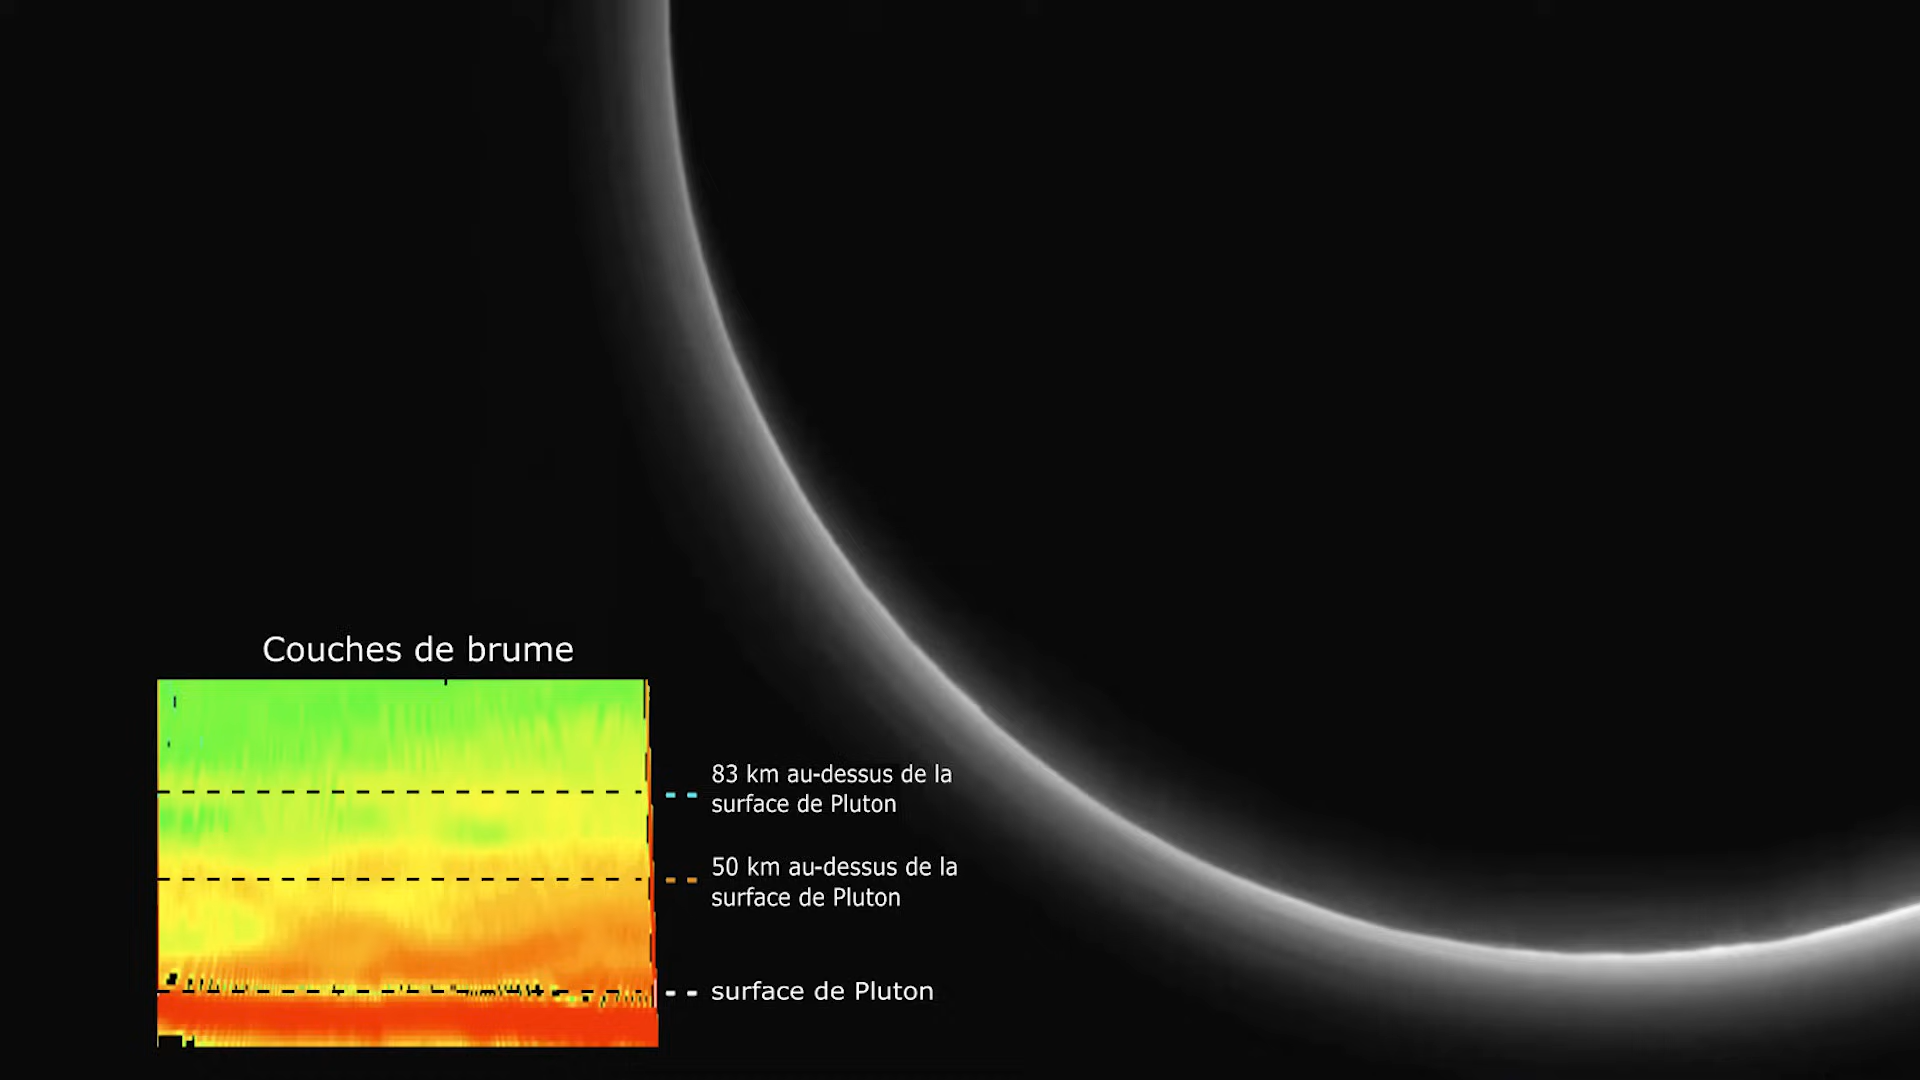 Couches de brume
83 km au-dessus de la
surface de Pluton
50 km au-dessus de la
surface de Pluton
surface de Pluton